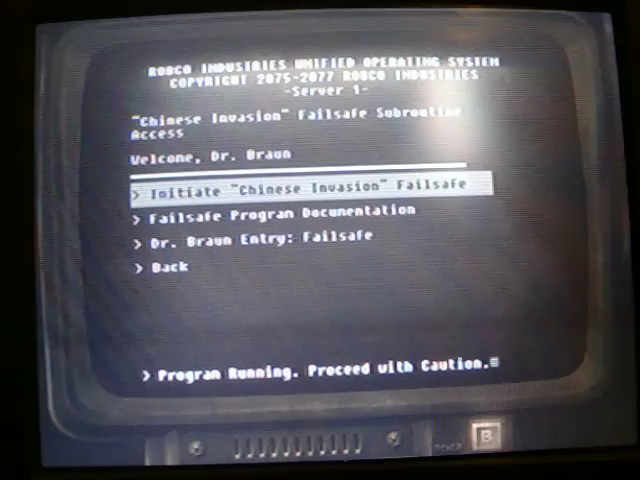 ROBCO INDUSTRIES UNIFIED OPERATING SYSTEM
COPYRIGHT 2075-2077 ROBCO INDUSTRIES
-Server 1-
"Chinese Invasion" Failsafe Subroutine
Access
Welcome, Dr. Braun
> Initiate "Chinese Invasion" Failsafe
> Failsafe Program Documentation
> Dr. Braun Entry: Failsafe
> Back
> Program Running. Proceed with Caution.
POWER B